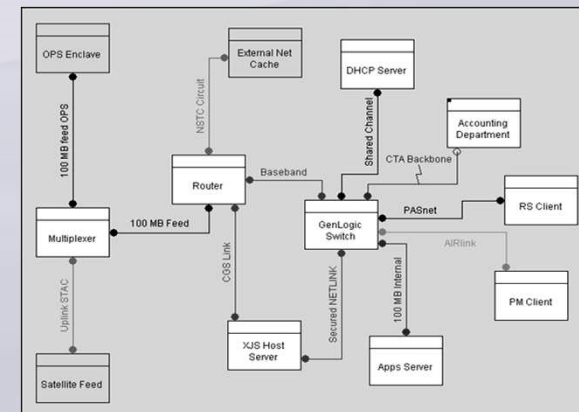 OPS Enclave
External Net
Cache
DHCP Server
Accounting
Department
100 MB feed OPS
NSTC Circuit
Shared Channel
CTA Backbone
Router
Baseband
RS Client
PASnet
Multiplexer
100 MB Feed
GenLogic
Switch
AIRlink
CGS Link
Secured NETLINK
100 MB Internal
PM Client
Uplink STAC
XJS Host
Server
Apps Server
Satellite Feed